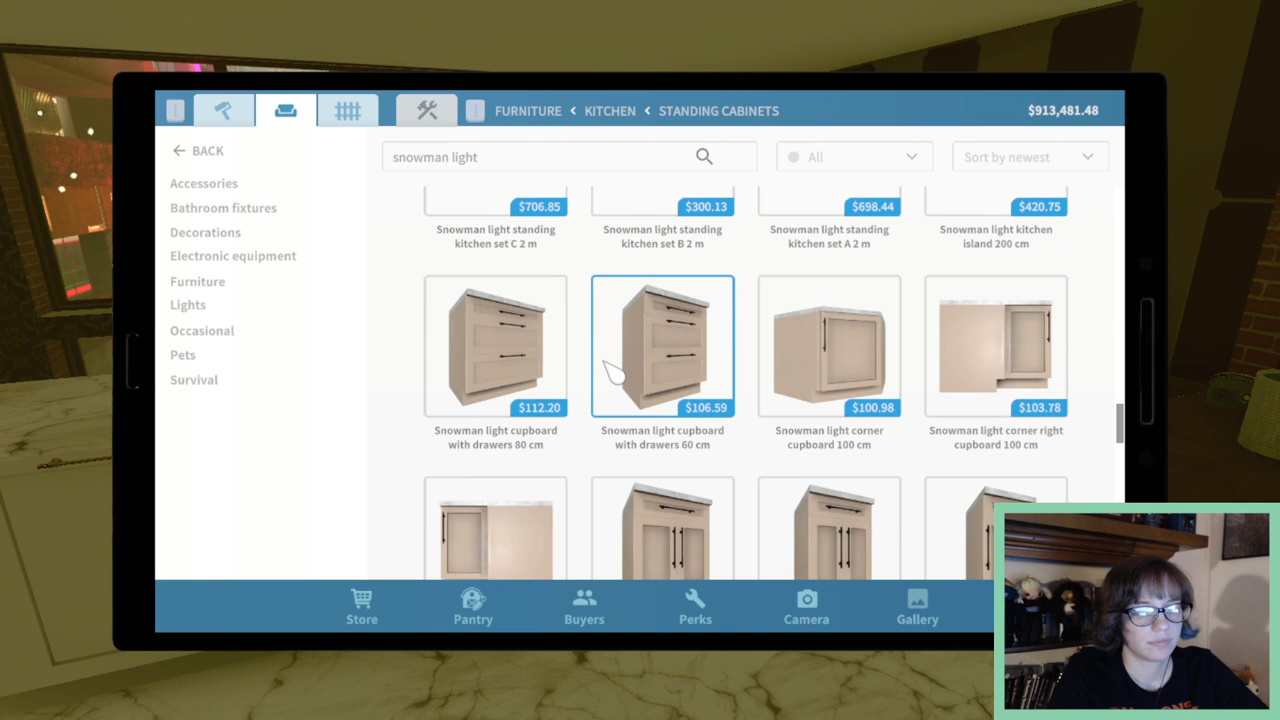 FURNITURE < KITCHEN < STANDING CABINETS
$913,481.48
BACK
snowman light
All
Sort by newest
Accessories
Bathroom fixtures
Decorations
Electronic equipment
Furniture
Lights
Occasional
Pets
Survival
$706.85
$300.13
$698.44
$420.75
Snowman light standing
kitchen set C 2 m
Snowman light standing
kitchen set B 2 m
Snowman light standing
kitchen set A 2 m
Snowman light kitchen
island 200 cm
$112.20
$106.59
$100.98
$103.78
Snowman light cupboard
with drawers 80 cm
Snowman light cupboard
with drawers 60 cm
Snowman light corner
cupboard 100 cm
Snowman light corner right
cupboard 100 cm
Store
Pantry
Buyers
Perks
Camera
Gallery